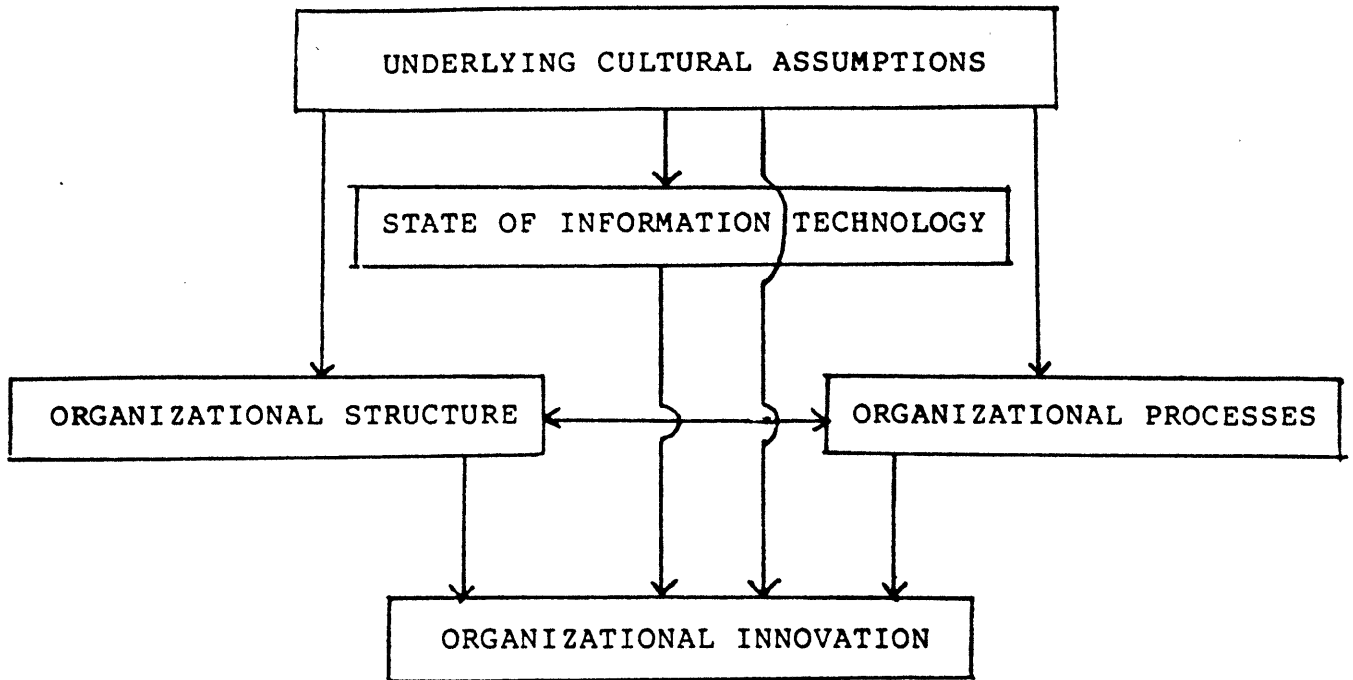 UNDERLYING CULTURAL ASSUMPTIONS
STATE OF INFORMATION TECHNOLOGY
ORGANIZATIONAL STRUCTURE
ORGANIZATIONAL PROCESSES
ORGANIZATIONAL INNOVATION